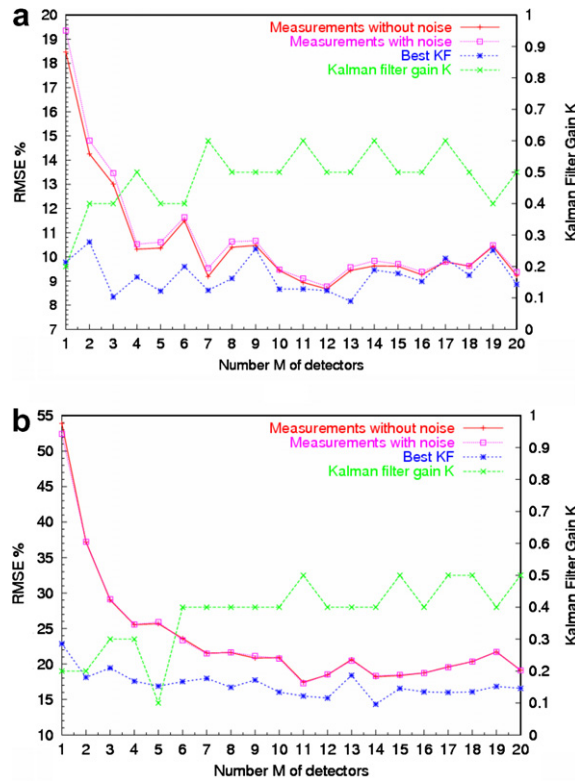 a
Measurements without noise
Measurements with noise
Best KF
Kalman filter gain K
20
19
18
17
16
15
14
13
12
11
10
9
8
7
RMSE %
1
0.9
0.8
0.7
0.6
0.5
0.4
0.3
0.2
0.1
0
Kalman Filter Gain K
1 2 3 4 5 6 7 8 9 10 11 12 13 14 15 16 17 18 19 20
Number M of detectors
b
Measurements without noise
Measurements with noise
Best KF
Kalman filter gain K
55
50
45
40
35
30
25
20
15
10
RMSE %
1
0.9
0.8
0.7
0.6
0.5
0.4
0.3
0.2
0.1
0
Kalman Filter Gain K
1 2 3 4 5 6 7 8 9 10 11 12 13 14 15 16 17 18 19 20
Number M of detectors